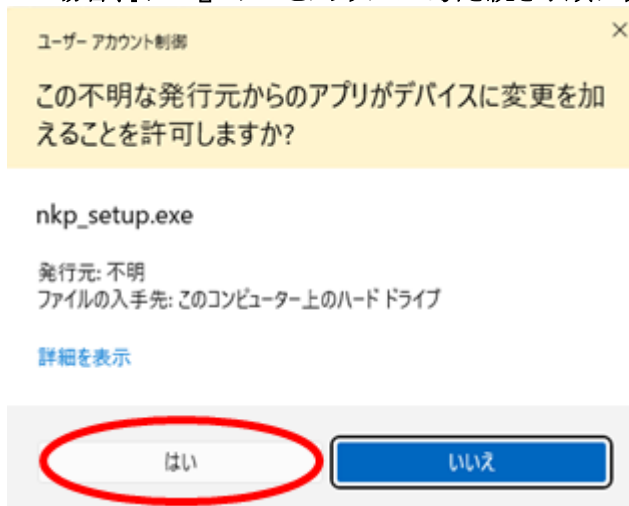 ユーザー アカウント制御
×
この不明な発行元からのアプリがデバイスに変更を加
えることを許可しますか?
nkp_setup.exe
発行元: 不明
ファイルの入手先: このコンピューター上のハード ドライブ
詳細を表示
はい
いいえ